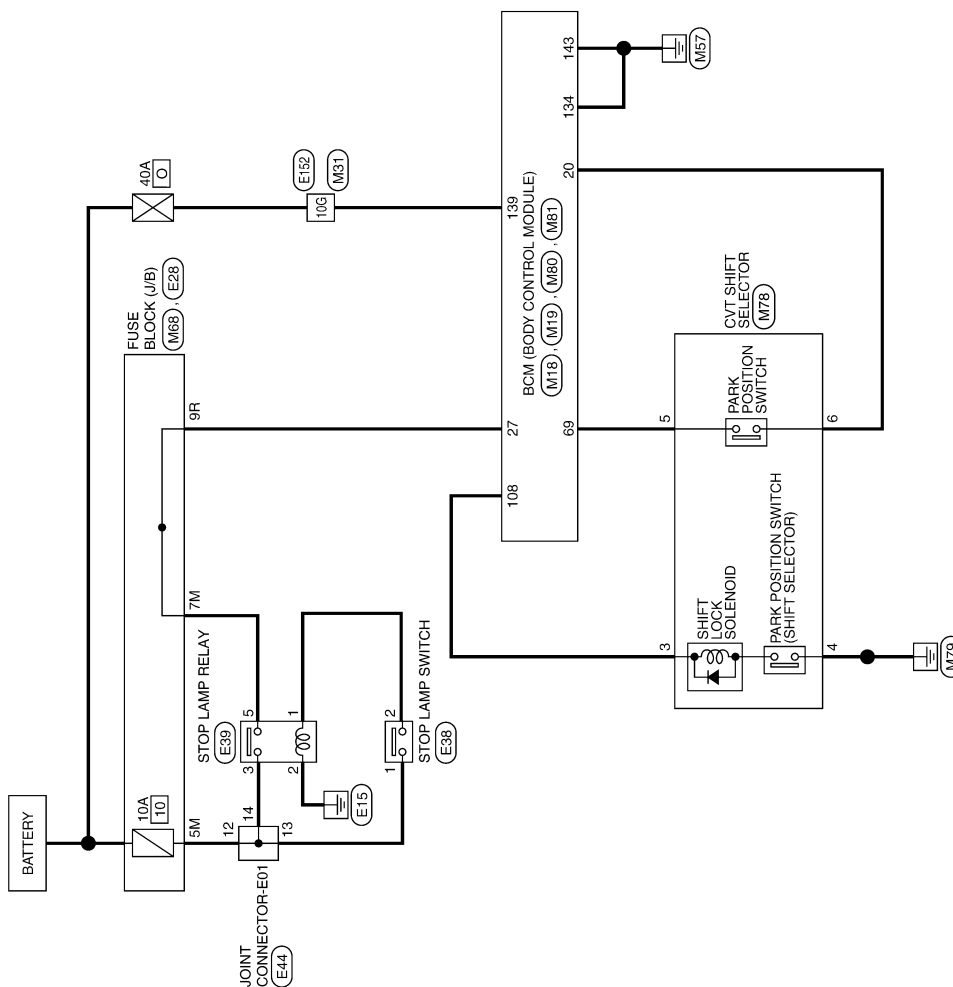 BATTERY
10A
10
5M
FUSE
BLOCK (J/B)
M68 , E28
7M
9R
40A
O
E152
M31
10G
JOINT
CONNECTOR-E01
E44
12
14
13
STOP LAMP RELAY
E39
3
5
2
1
E15
STOP LAMP SWITCH
E38
1
2
BCM (BODY CONTROL MODULE)
M18 , M19 , M80 , M81
108
27
139
69
20
134
143
M57
CVT SHIFT
SELECTOR
M78
3
5
SHIFT
LOCK
SOLENOID
PARK POSITION SWITCH
(SHIFT SELECTOR)
PARK
POSITION
SWITCH
4
6
M79